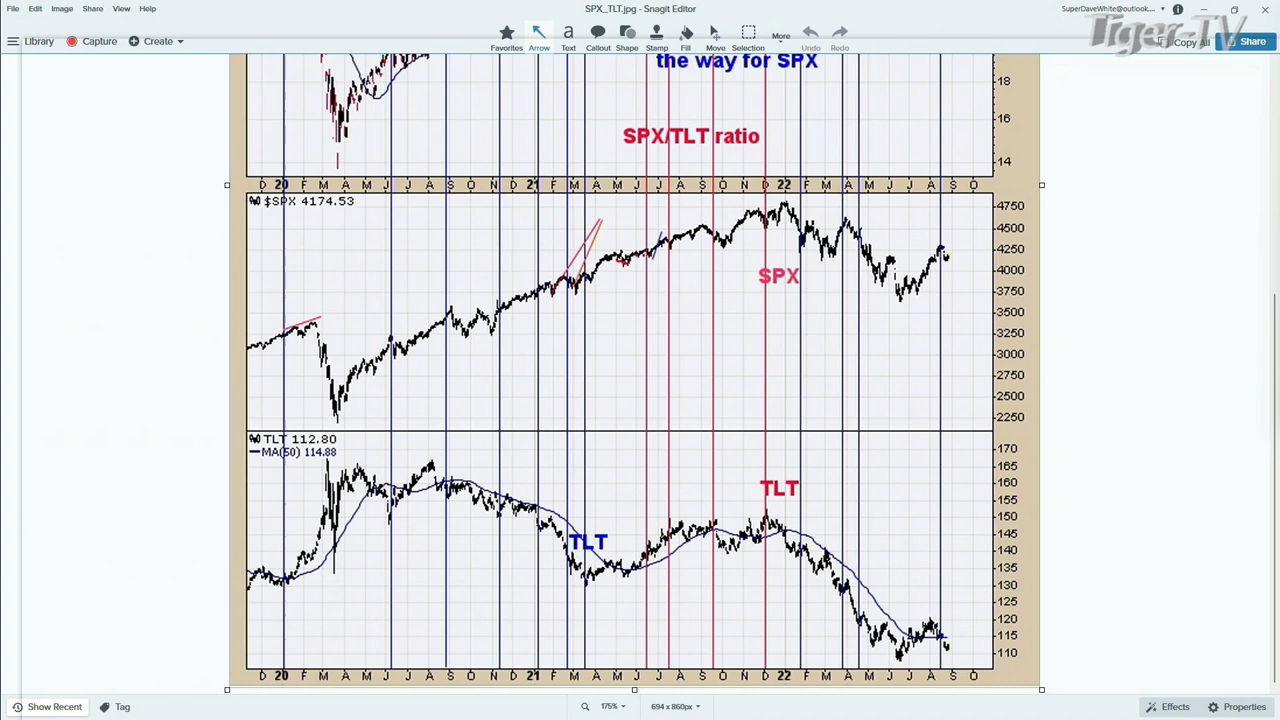 File Edit Image Share View Help
SPX_TLT.jpg - Snagit Editor
SuperDaveWhite@outlook....
Tiger-TV
Library Capture Create
Favorites Arrow Text Callout Shape Stamp Fill Move Selection More Undo Redo
Copy All Share
the way for SPX
SPX/TLT ratio
18
16
14
D 20 F M A M J J A S O N D 21 F M A M J J A S O N D 22 F M A M J J A S O
$SPX 4174.53
4750
4500
4250
4000
3750
3500
3250
3000
2750
2500
2250
SPX
TLT 112.80
MA(50) 114.88
170
165
160
155
150
145
140
135
130
125
120
115
110
TLT
TLT
D 20 F M A M J J A S O N D 21 F M A M J J A S O N D 22 F M A M J J A S O
Show Recent Tag
175% 694 x 860px
Effects Properties